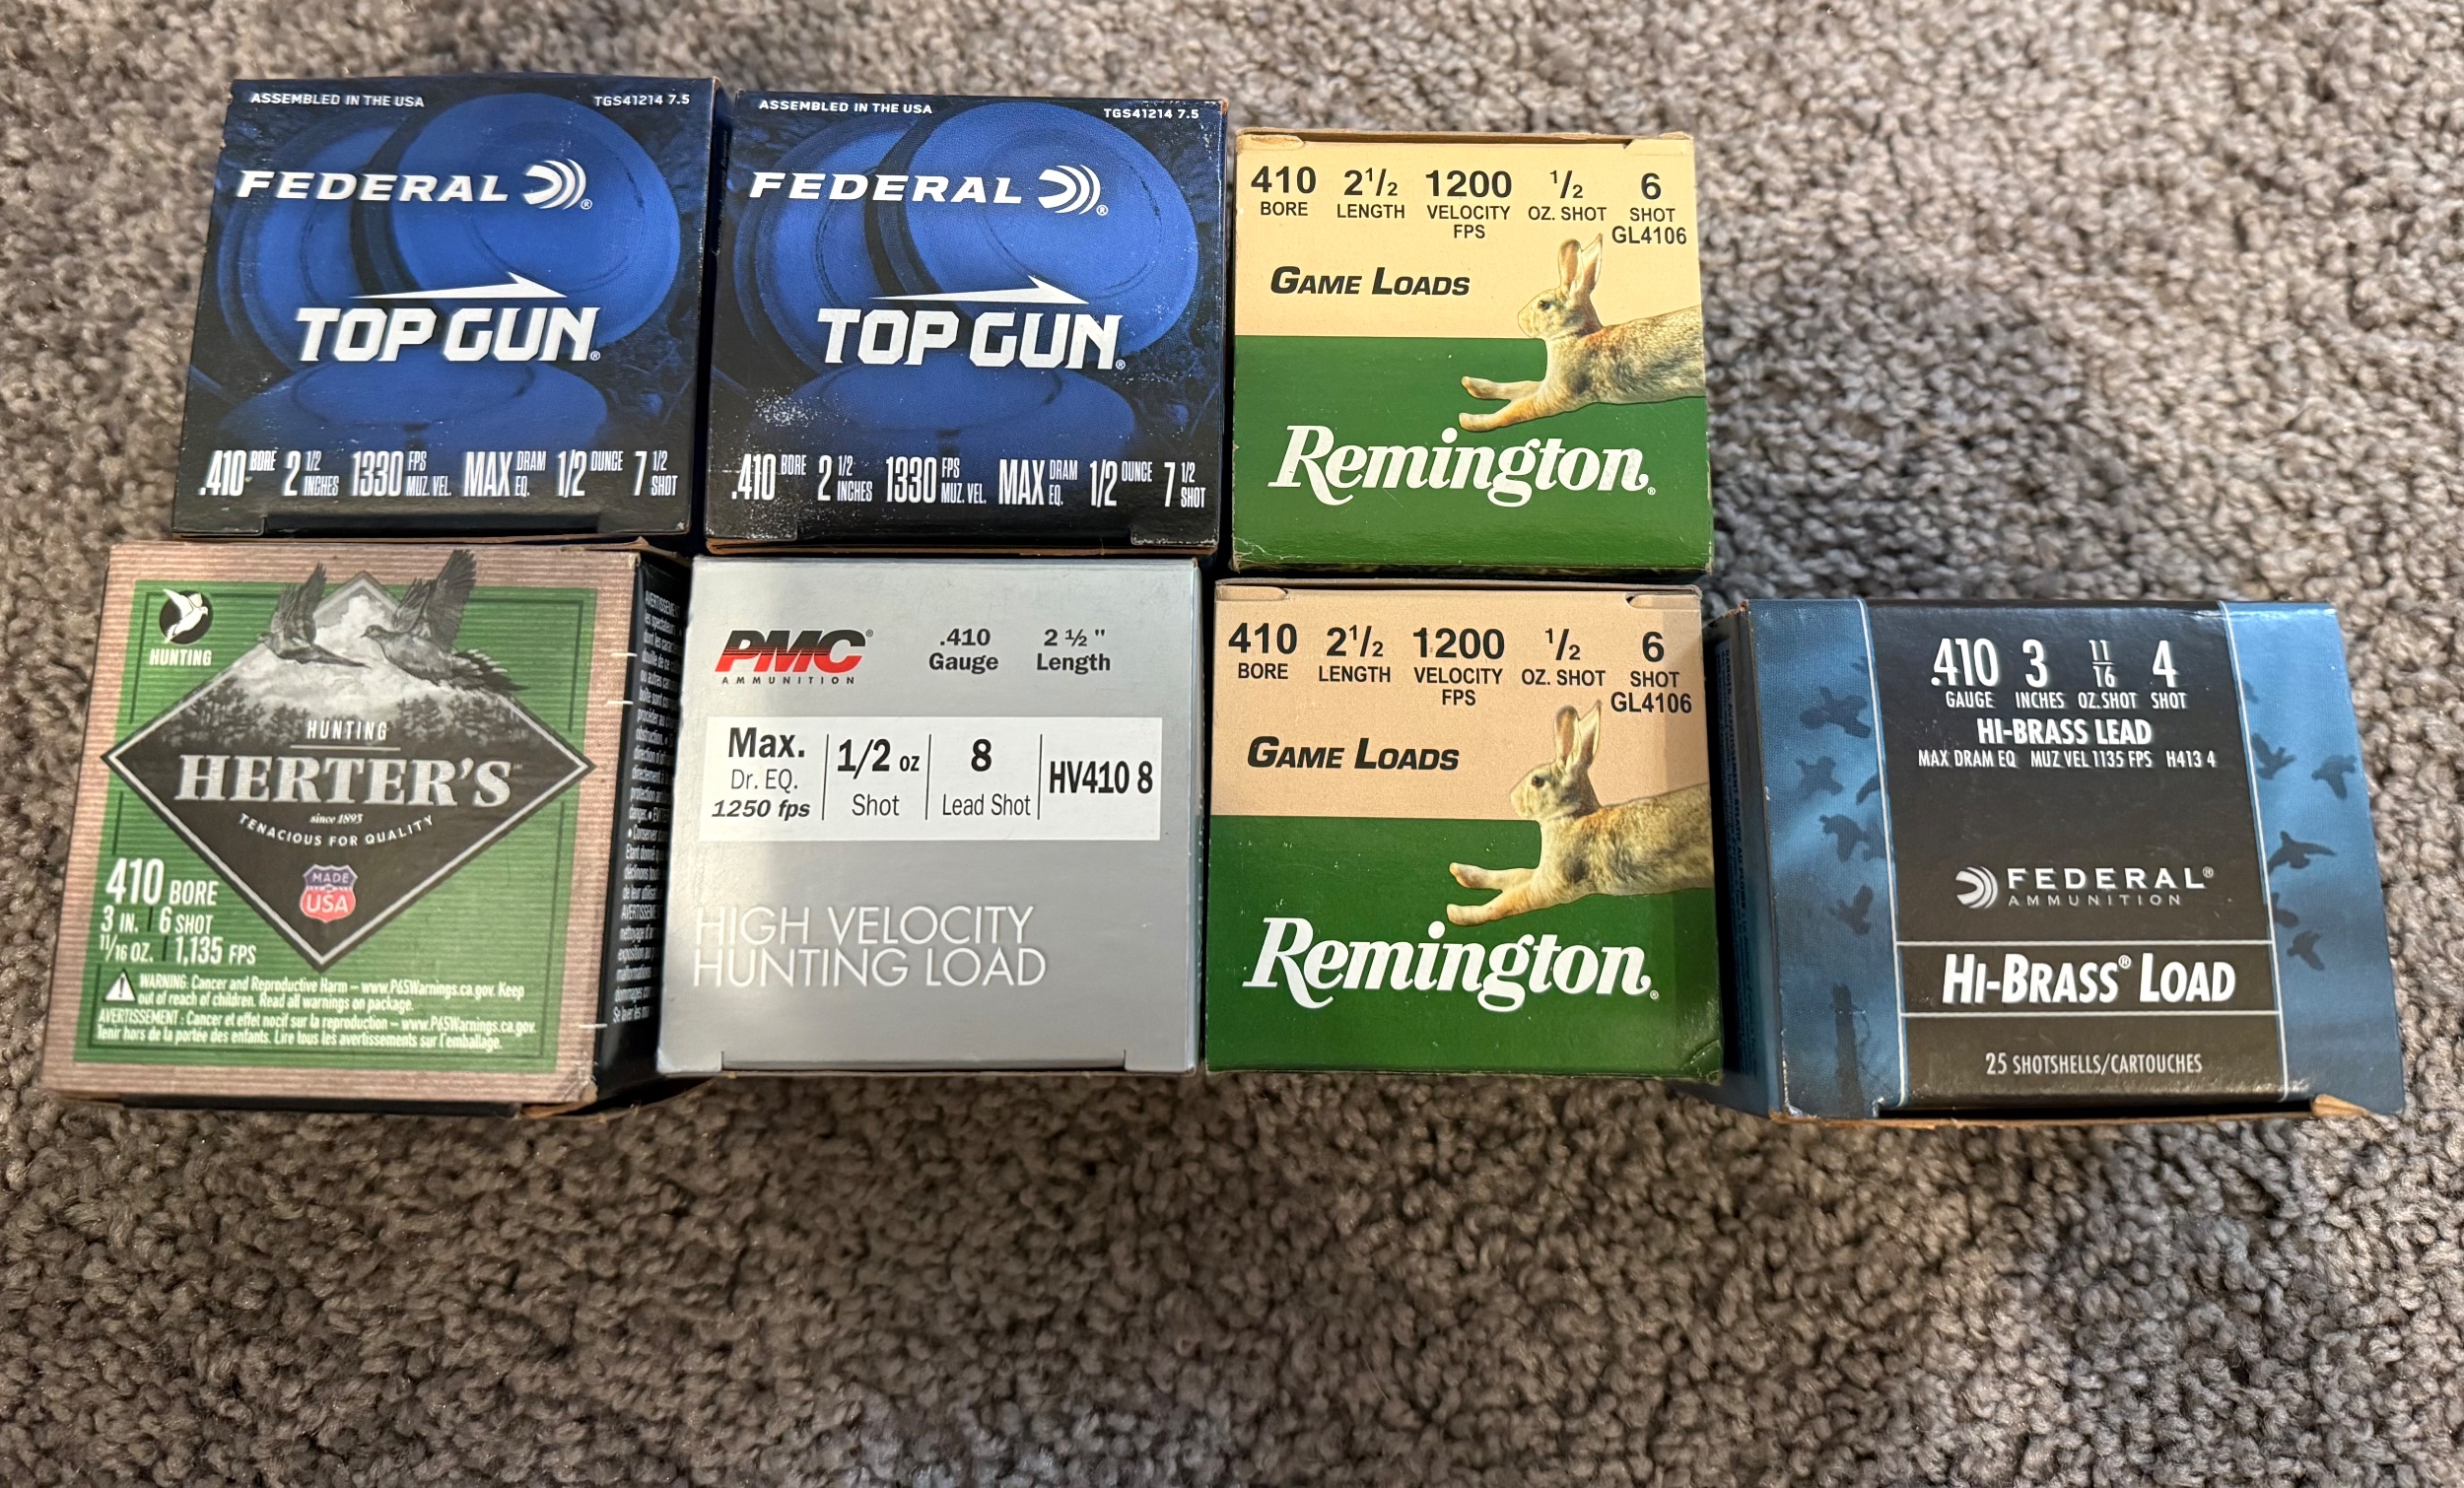 ASSEMBLED IN THE USA TGS41214 7.5
FEDERAL ®
TOP GUN®
.410 BORE 2 1/2 INCHES 1330 FPS MUZ. VEL. MAX DRAM EQ. 1/2 OUNCE 7 1/2 SHOT
ASSEMBLED IN THE USA TGS41214 7.5
FEDERAL ®
TOP GUN®
.410 BORE 2 1/2 INCHES 1330 FPS MUZ. VEL. MAX DRAM EQ. 1/2 OUNCE 7 1/2 SHOT
410 2 1/2 1200 1/2 6
BORE LENGTH VELOCITY OZ. SHOT SHOT
FPS GL4106
GAME LOADS
Remington®
HUNTING
HUNTING
HERTER'S
since 1893
TENACIOUS FOR QUALITY
MADE
USA
410 BORE
3 IN. | 6 SHOT
11/16 OZ. | 1,135 FPS
WARNING: Cancer and Reproductive Harm – www.P65Warnings.ca.gov. Keep
out of reach of children. Read all warnings on package.
AVERTISSEMENT : Cancer et effet nocif sur la reproduction – www.P65Warnings.ca.gov.
Tenir hors de la portée des enfants. Lire tous les avertissements sur l'emballage.
PMC® .410 2 ½ "
AMMUNITION Gauge Length
Max. 1/2 oz 8 HV410 8
Dr. EQ. Shot Lead Shot
1250 fps
HIGH VELOCITY
HUNTING LOAD
410 2 1/2 1200 1/2 6
BORE LENGTH VELOCITY OZ. SHOT SHOT
FPS GL4106
GAME LOADS
Remington®
.410 3 11/16 4
GAUGE INCHES OZ.SHOT SHOT
HI-BRASS LEAD
MAX DRAM EQ MUZ VEL 1135 FPS H413 4
FEDERAL®
AMMUNITION
HI-BRASS® LOAD
25 SHOTSHELLS/CARTOUCHES